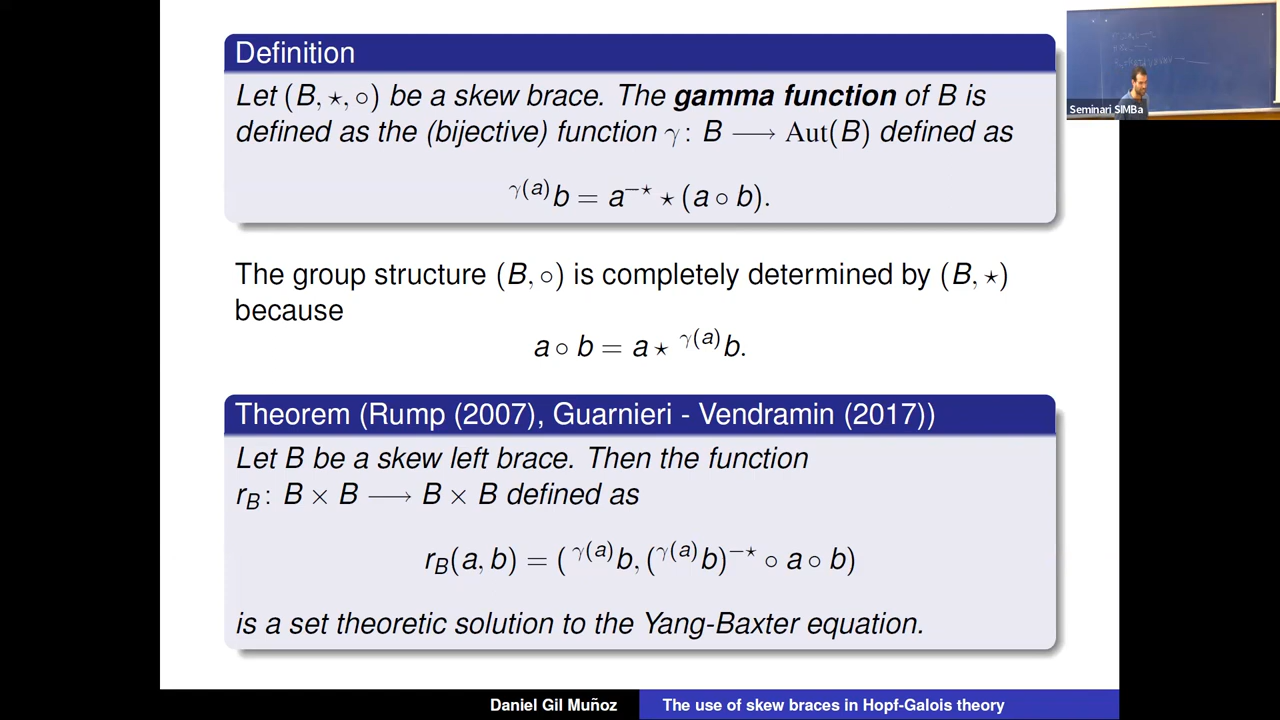 Definition
Let (B, ⋆, ∘) be a skew brace. The gamma function of B is
defined as the (bijective) function γ: B ⟶ Aut(B) defined as
^{γ(a)}b = a^{−⋆} ⋆ (a ∘ b).
The group structure (B, ∘) is completely determined by (B, ⋆)
because
a ∘ b = a ⋆ ^{γ(a)}b.
Theorem (Rump (2007), Guarnieri - Vendramin (2017))
Let B be a skew left brace. Then the function
r_B: B × B ⟶ B × B defined as
r_B(a, b) = (^{γ(a)}b, (^{γ(a)}b)^{−⋆} ∘ a ∘ b)
is a set theoretic solution to the Yang-Baxter equation.
Seminari SIMBa
Daniel Gil Muñoz
The use of skew braces in Hopf-Galois theory